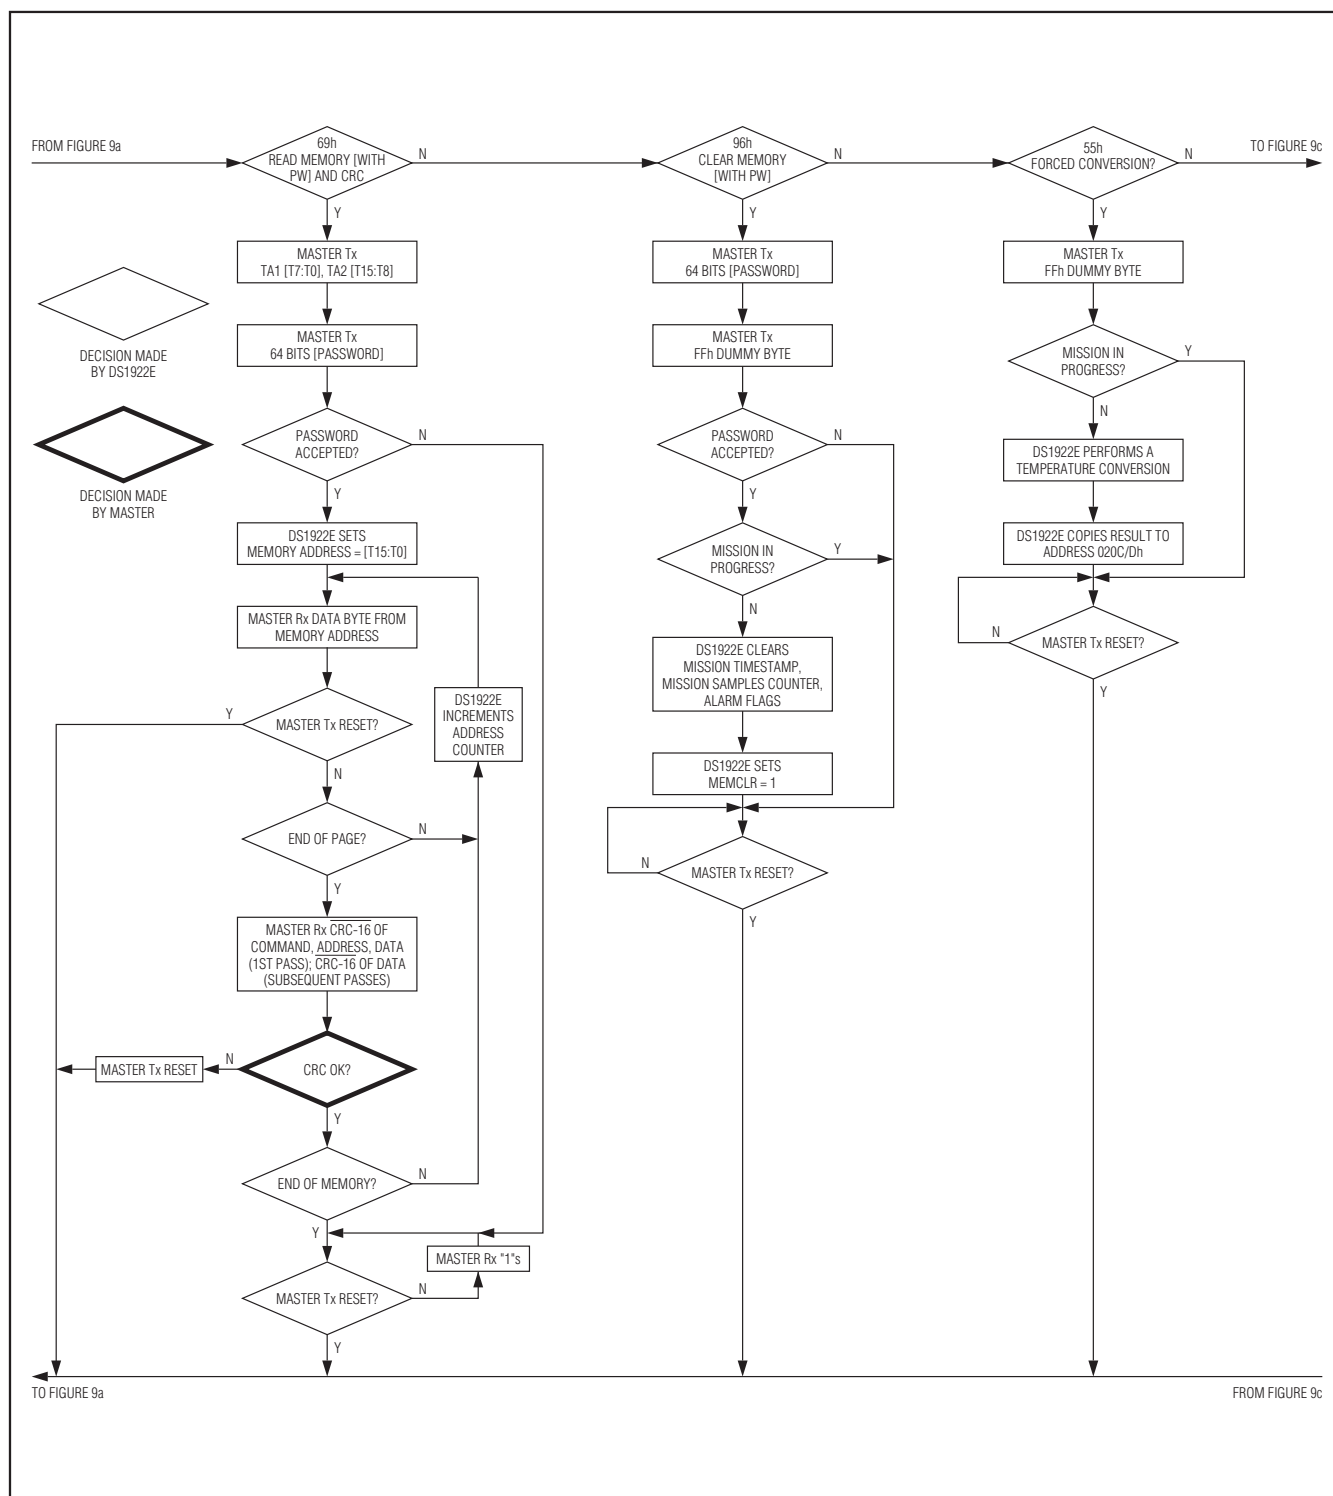 FROM FIGURE 9a
69h
READ MEMORY [WITH
PW] AND CRC
N
Y
MASTER Tx
TA1 [T7:T0], TA2 [T15:T8]
MASTER Tx
64 BITS [PASSWORD]
PASSWORD
ACCEPTED?
N
Y
DS1922E SETS
MEMORY ADDRESS = [T15:T0]
MASTER Rx DATA BYTE FROM
MEMORY ADDRESS
MASTER Tx RESET?
Y
N
DS1922E
INCREMENTS
ADDRESS
COUNTER
END OF PAGE?
N
Y
MASTER Rx CRC-16 OF
COMMAND, ADDRESS, DATA
(1ST PASS); CRC-16 OF DATA
(SUBSEQUENT PASSES)
CRC OK?
N
MASTER Tx RESET
Y
END OF MEMORY?
N
Y
MASTER Rx "1"s
MASTER Tx RESET?
N
Y
DECISION MADE
BY DS1922E
DECISION MADE
BY MASTER
96h
CLEAR MEMORY
[WITH PW]
N
Y
MASTER Tx
64 BITS [PASSWORD]
MASTER Tx
FFh DUMMY BYTE
PASSWORD
ACCEPTED?
N
Y
MISSION IN
PROGRESS?
Y
N
DS1922E CLEARS
MISSION TIMESTAMP,
MISSION SAMPLES COUNTER,
ALARM FLAGS
DS1922E SETS
MEMCLR = 1
MASTER Tx RESET?
N
Y
55h
FORCED CONVERSION?
N
TO FIGURE 9c
Y
MASTER Tx
FFh DUMMY BYTE
MISSION IN
PROGRESS?
Y
N
DS1922E PERFORMS A
TEMPERATURE CONVERSION
DS1922E COPIES RESULT TO
ADDRESS 020C/Dh
MASTER Tx RESET?
N
Y
TO FIGURE 9a
FROM FIGURE 9c